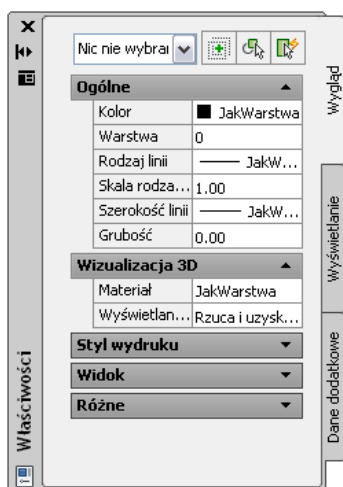 Nic nie wybrai
Ogólne
Kolor JakWarstwa
Warstwa 0
Rodzaj linii JakW...
Skala rodza... 1.00
Szerokość linii JakW...
Grubość 0.00
Wizualizacja 3D
Materiał JakWarstwa
Wyświetlan... Rzuca i uzysk...
Styl wydruku
Widok
Różne
Wygląd
Wyświetlanie
Dane dodatkowe
Właściwości